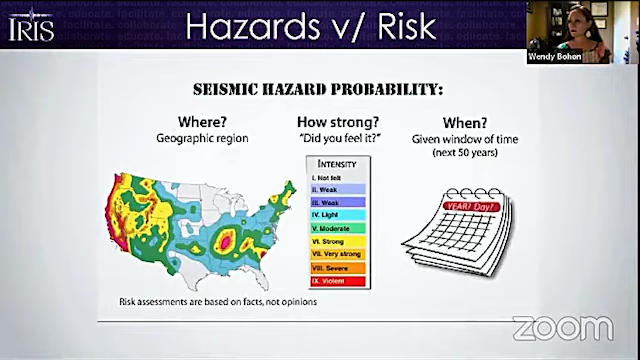 IRIS
Hazards v/ Risk
Wendy Bohon
SEISMIC HAZARD PROBABILITY:
Where?
Geographic region
How strong?
"Did you feel it?"
When?
Given window of time
(next 50 years)
INTENSITY
I. Not felt
II. Weak
III. Weak
IV. Light
V. Moderate
VI. Strong
VII. Very strong
VIII. Severe
IX. Violent
YEAR? Day?
Risk assessments are based on facts, not opinions
zoom